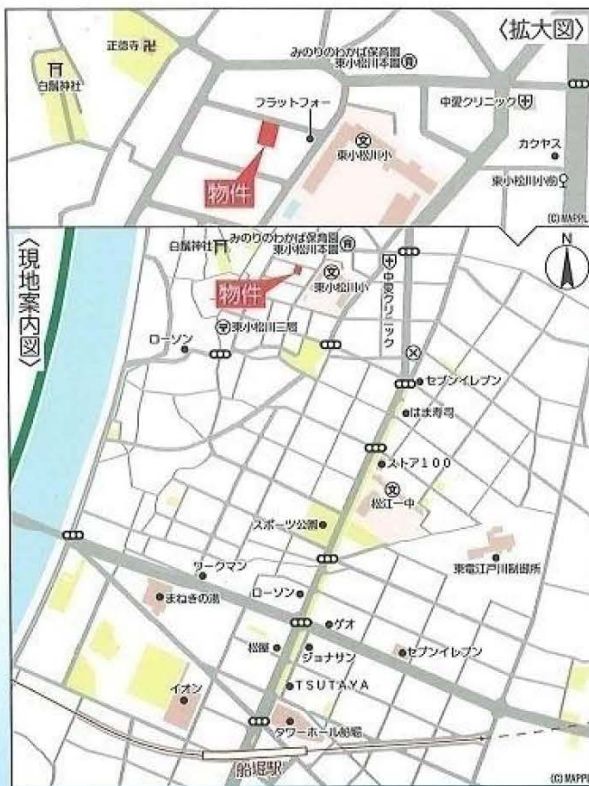 〈拡大図〉
正徳寺
白鬚神社
みのりのわかば保育園
東小松川本園
フラットフォー
中愛クリニック
東小松川小
カクヤス
東小松川小前
物件
(C) MAPPLE
〈現地案内図〉
N
白鬚神社
みのりのわかば保育園
東小松川本園
物件
東小松川小
中愛クリニック
東小松川三局
ローソン
セブンイレブン
はま寿司
ストア100
松江一中
スポーツ公園
東電江戸川制御所
ワークマン
まねきの湯
ローソン
ゲオ
松屋
ジョナサン
セブンイレブン
TSUTAYA
イオン
タワーホール船堀
船堀駅
(C) MAPPL